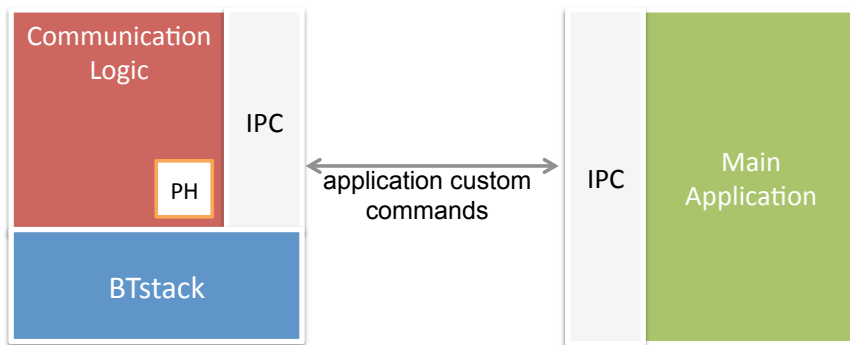 Communication
Logic
IPC
PH
BTstack
application custom
commands
IPC
Main
Application